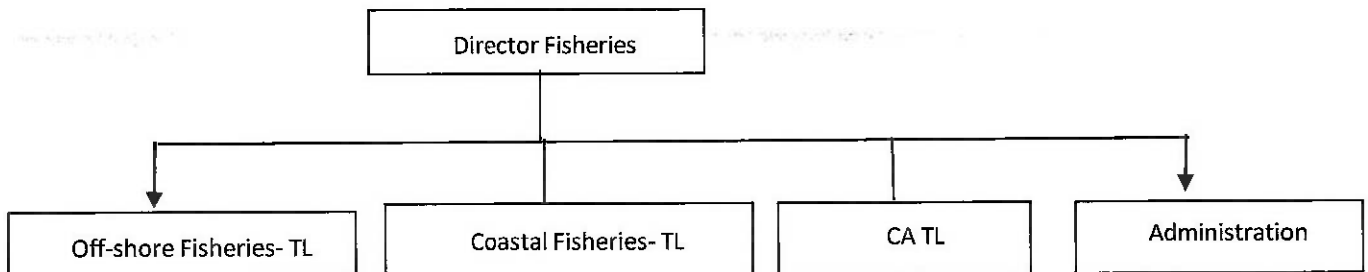 Director Fisheries
Off-shore Fisheries- TL
Coastal Fisheries- TL
CA TL
Administration